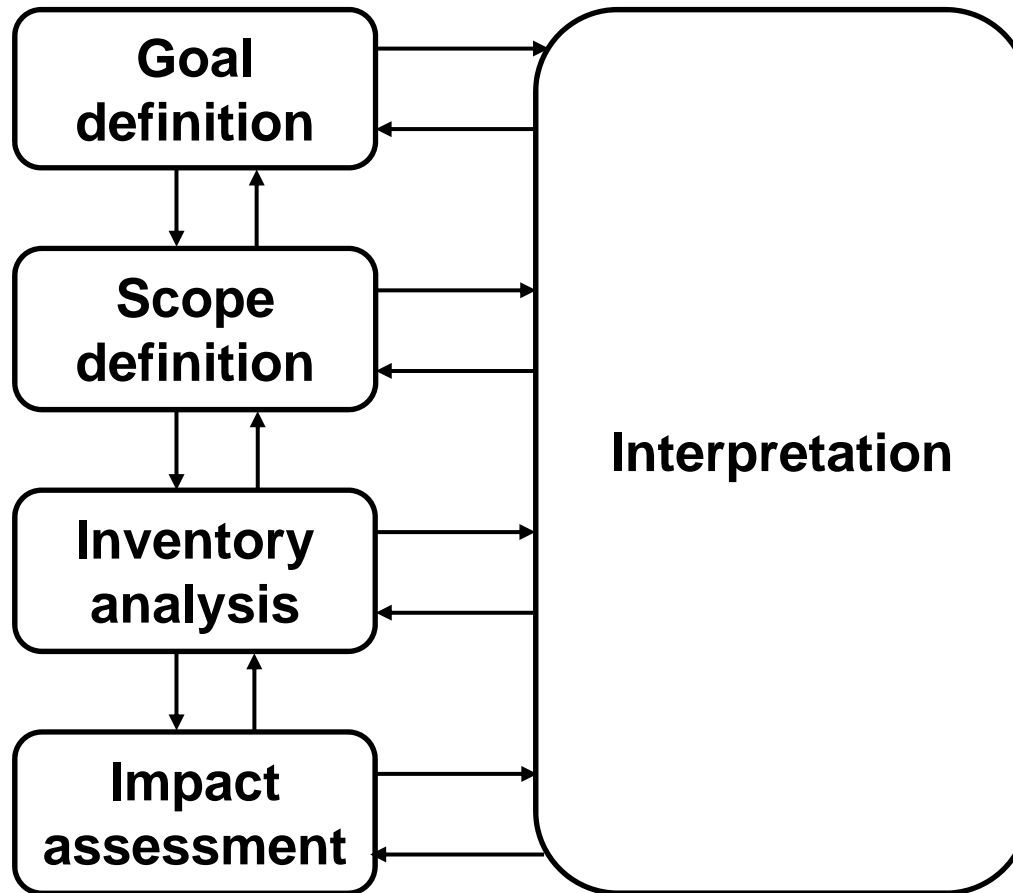 Goal
definition
Scope
definition
Inventory
analysis
Impact
assessment
Interpretation